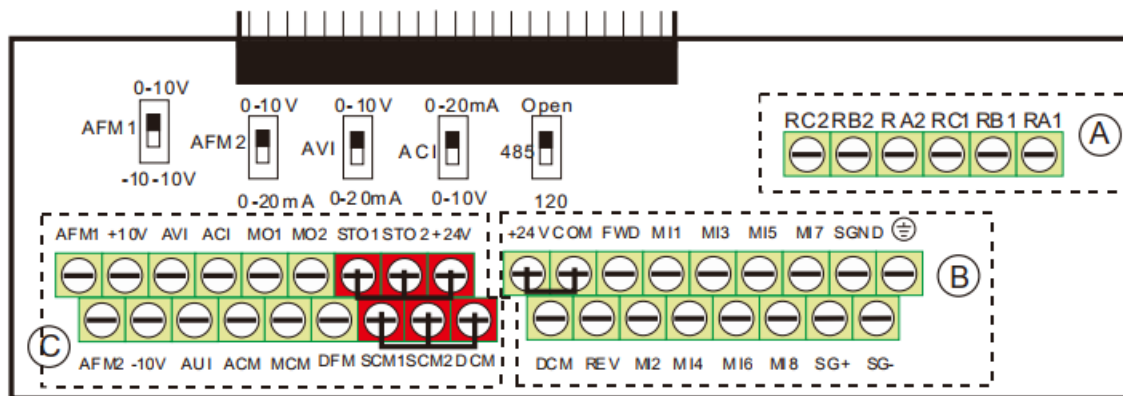 0-10V
AFM1
-10-10V
0-10V
AFM2
0-20mA
0-10V
AVI
0-20mA
0-20mA
ACI
0-10V
Open
485
120
RC2 RB2 RA2 RC1 RB1 RA1
A
AFM1 +10V AVI ACI MO1 MO2 STO1 STO2 +24V
AFM2 -10V AUI ACM MCM DFM SCM1 SCM2 DCM
C
+24V COM FWD MI1 MI3 MI5 MI7 SGND
DCM REV MI2 MI4 MI6 MI8 SG+ SG-
B